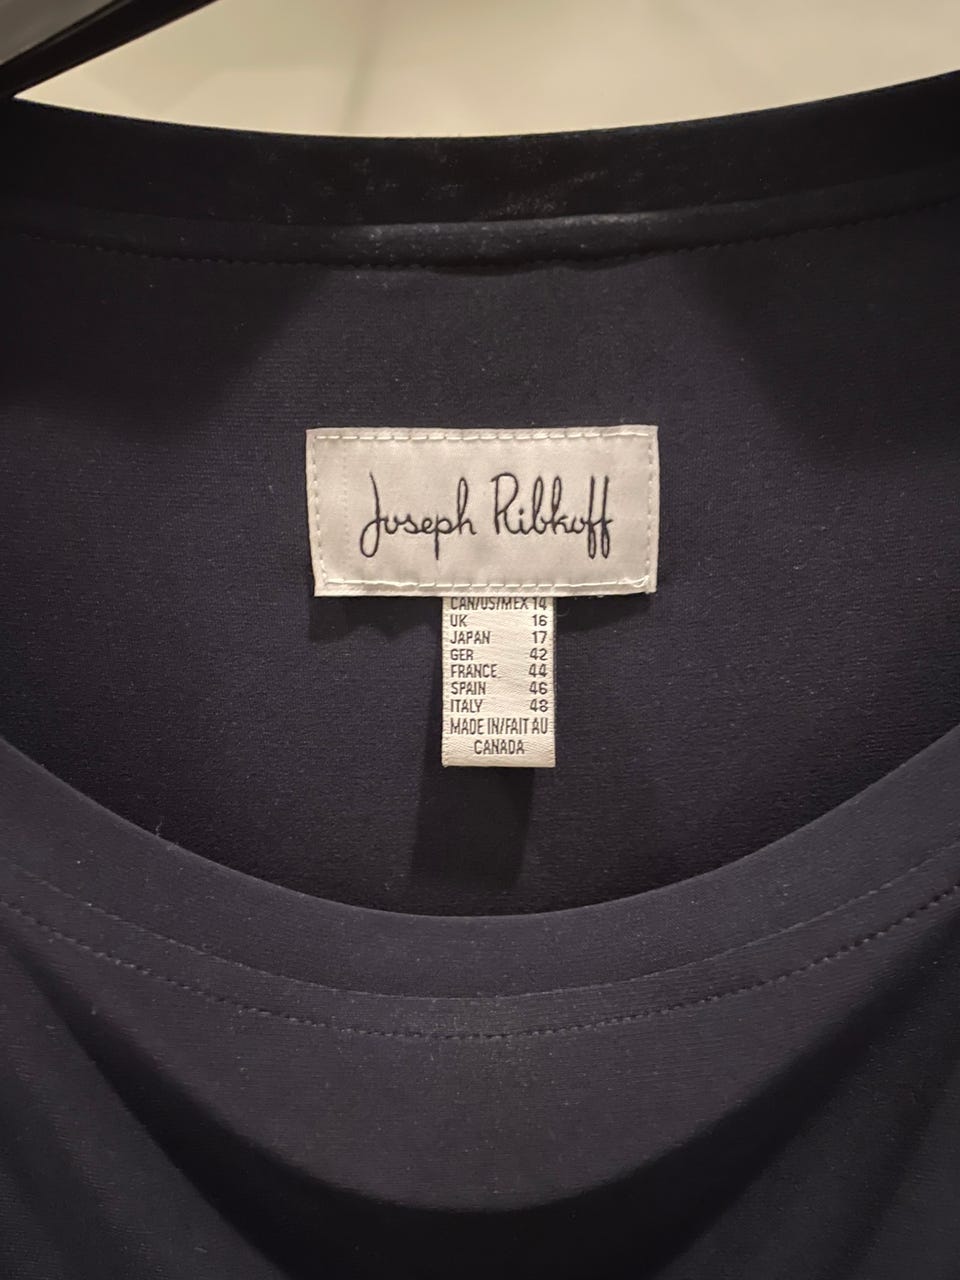 Joseph Ribkoff
CAN/US/MEX 14
UK 16
JAPAN 17
GER 42
FRANCE 44
SPAIN 46
ITALY 48
MADE IN/FAIT AU
CANADA